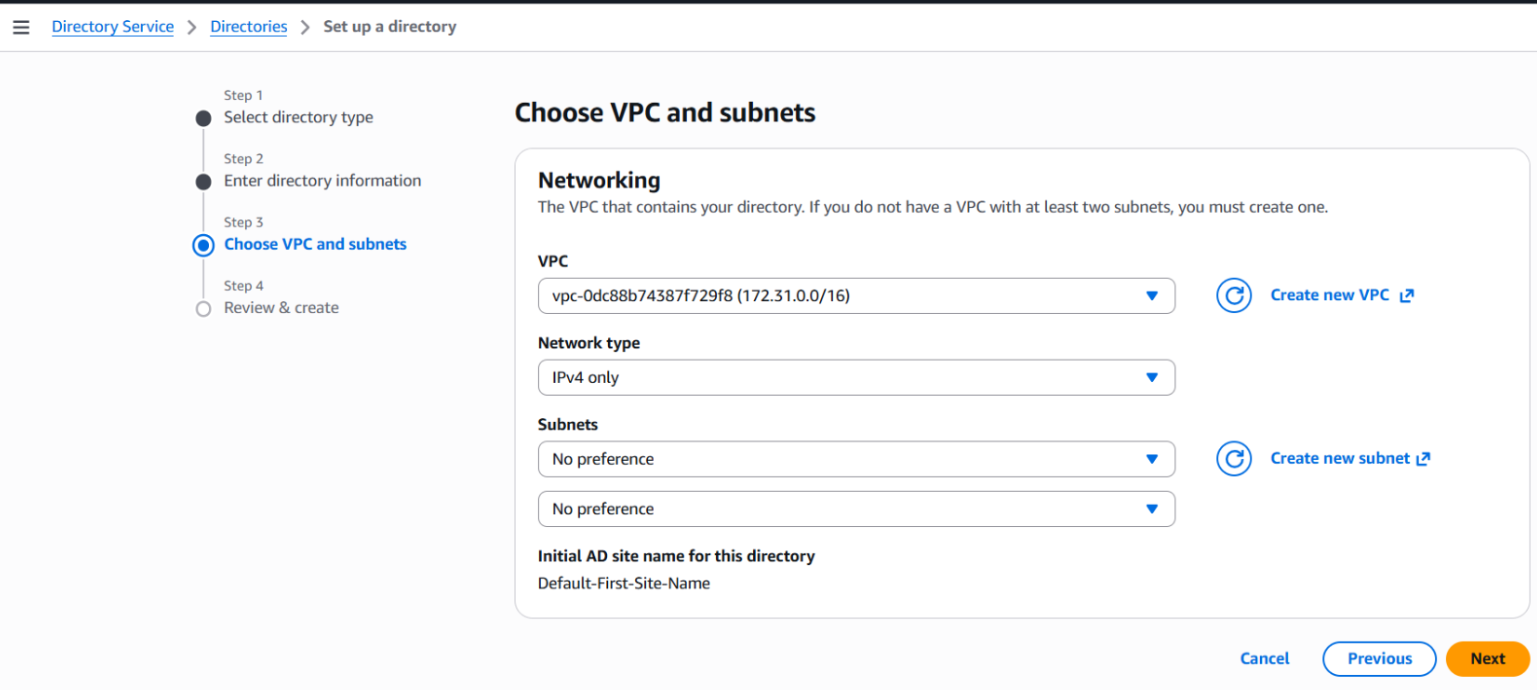 Directory Service > Directories > Set up a directory
Step 1
Select directory type
Step 2
Enter directory information
Step 3
Choose VPC and subnets
Step 4
Review & create
Choose VPC and subnets
Networking
The VPC that contains your directory. If you do not have a VPC with at least two subnets, you must create one.
VPC
vpc-0dc88b74387f729f8 (172.31.0.0/16)
Create new VPC
Network type
IPv4 only
Subnets
No preference
Create new subnet
No preference
Initial AD site name for this directory
Default-First-Site-Name
Cancel
Previous
Next